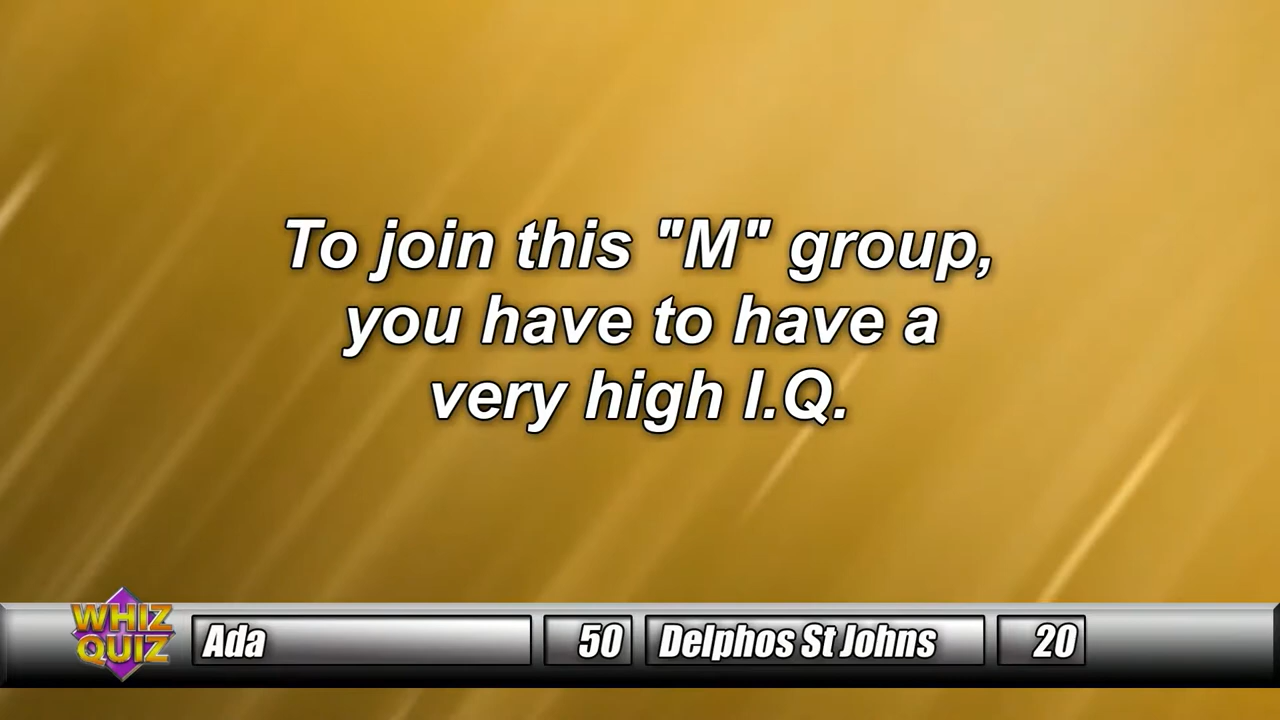 To join this "M" group,
you have to have a
very high I.Q.
WHIZ
QUIZ
Ada
50
Delphos St Johns
20